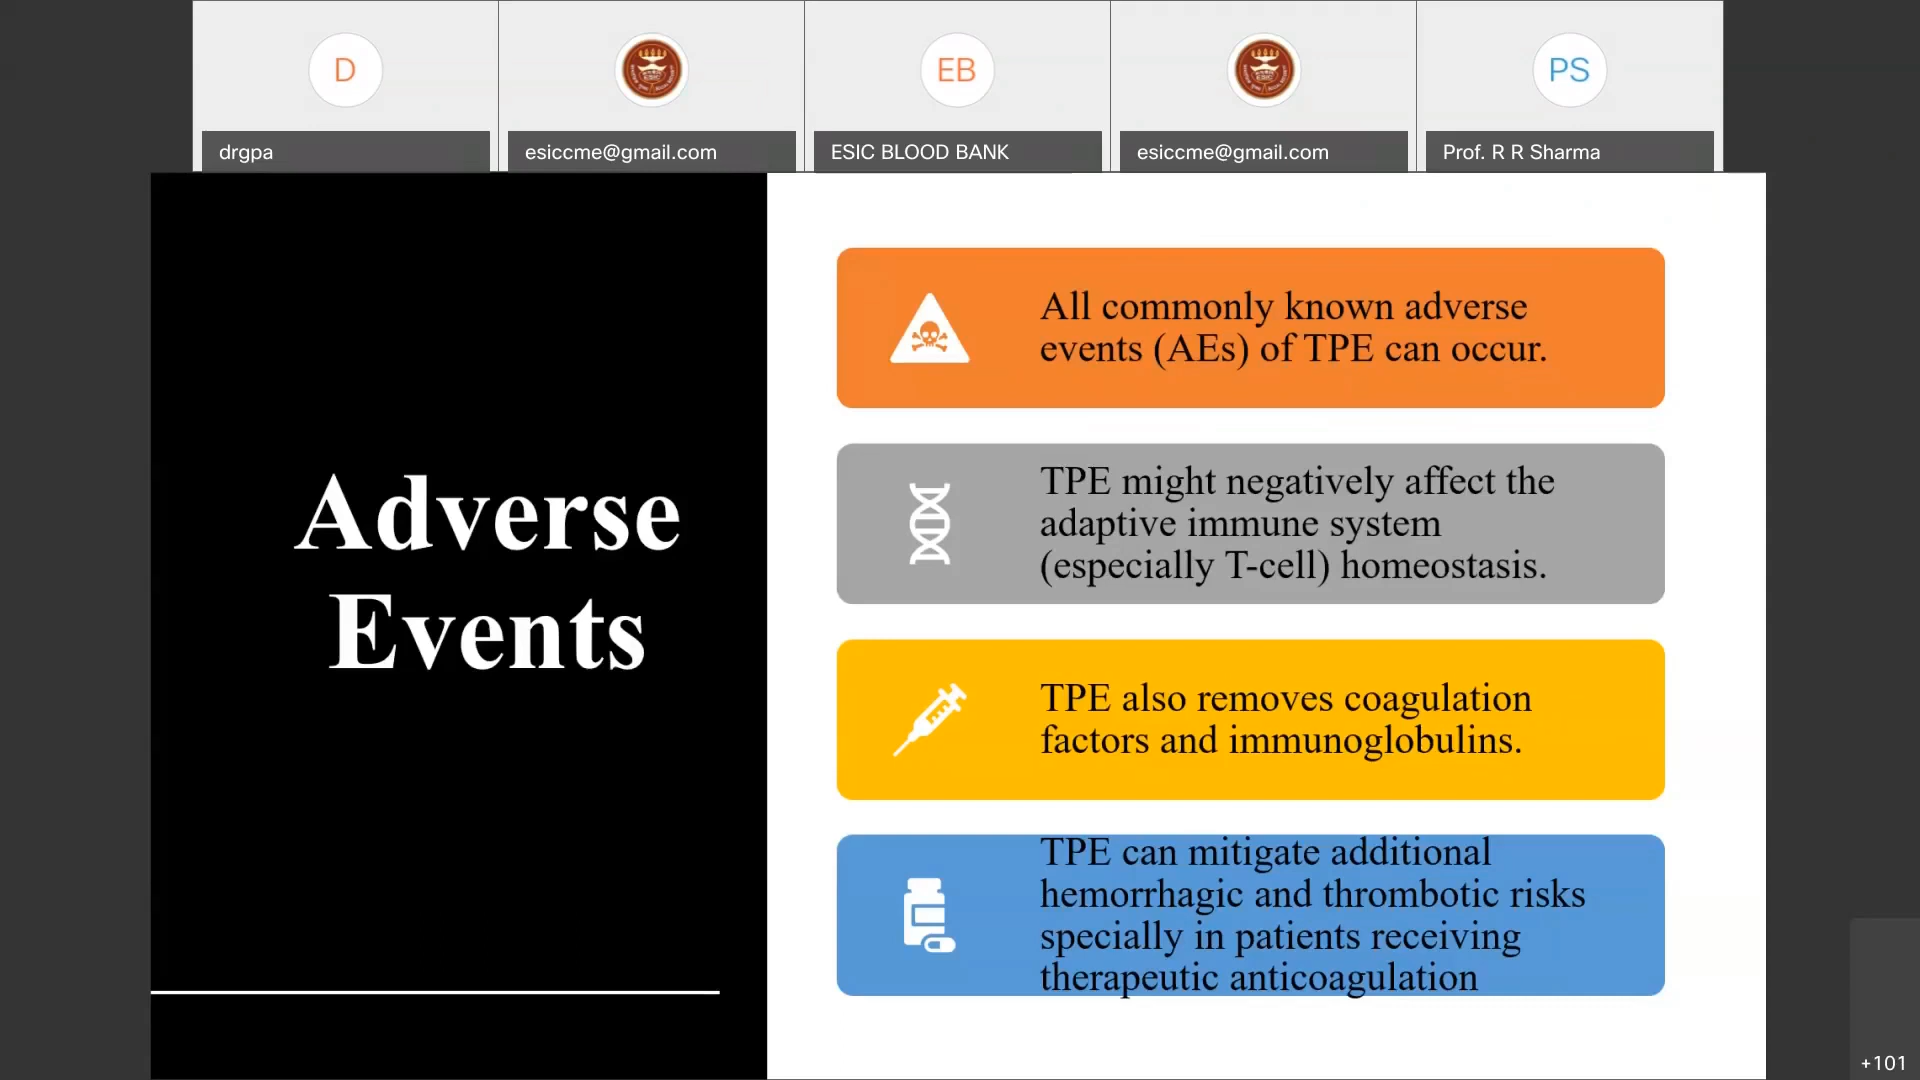 D
EB
PS
drgpa
esiccme@gmail.com
ESIC BLOOD BANK
esiccme@gmail.com
Prof. R R Sharma
Adverse
Events
All commonly known adverse
events (AEs) of TPE can occur.
TPE might negatively affect the
adaptive immune system
(especially T-cell) homeostasis.
TPE also removes coagulation
factors and immunoglobulins.
TPE can mitigate additional
hemorrhagic and thrombotic risks
specially in patients receiving
therapeutic anticoagulation
+101